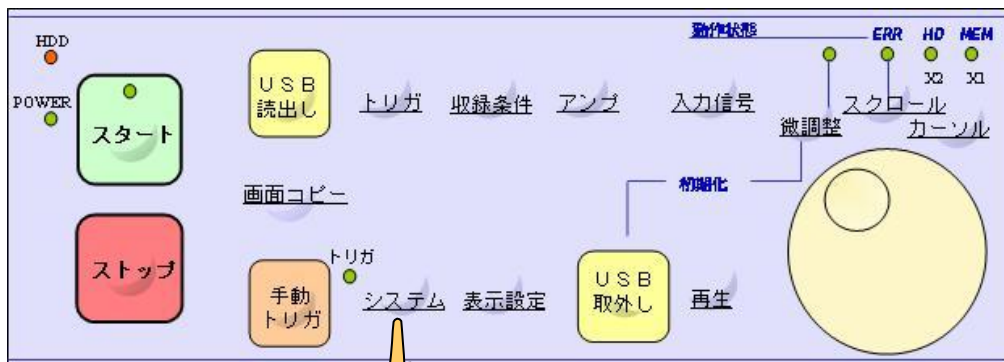 動作状態
ERR HD MEM
HDD
X2 X1
POWER
スタート
USB
読出し
トリガ 収録条件 アンプ 入力信号
スクロール
微調整
カーソル
画面コピー
初期化
ストップ
トリガ
手動
トリガ
システム 表示設定
USB
取外し
再生